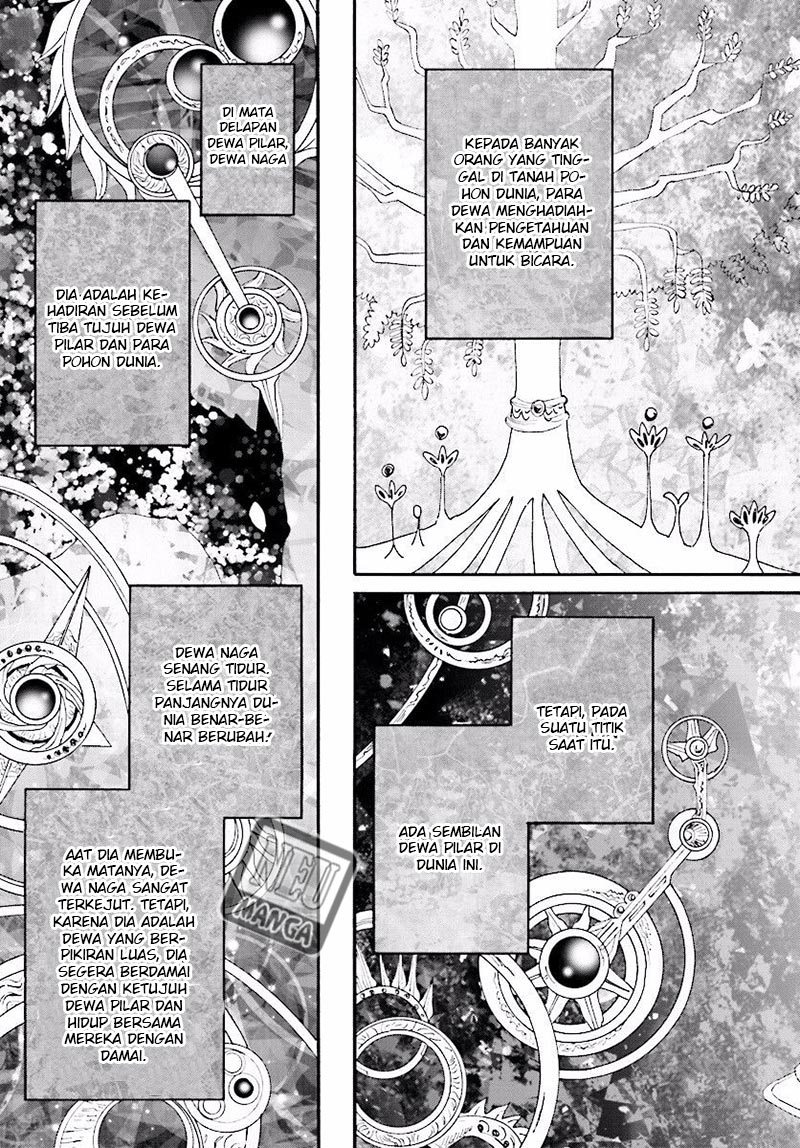 KEPADA BANYAK
ORANG YANG TING-
GAL DI TANAH PO-
HON DUNIA, PARA
DEWA MENGHADIAH-
KAN PENGETAHUAN
DAN KEMAMPUAN
UNTUK BICARA.
TETAPI, PADA
SUATU TITIK
SAAT ITU.
ADA SEMBILAN
DEWA PILAR DI
DUNIA INI.
DI MATA
DELAPAN
DEWA PILAR,
DEWA NAGA
DIA ADALAH KE-
HADIRAN SEBELUM
TIBA TUJUH DEWA
PILAR DAN PARA
POHON DUNIA.
DEWA NAGA
SENANG TIDUR.
SELAMA TIDUR
PANJANGNYA DU-
NIA BENAR-BE-
NAR BERUBAH.
AAT DIA MEMBU-
KA MATANYA, DE-
WA NAGA SANGAT
TERKEJUT. TETAPI,
KARENA DIA ADALAH
DEWA YANG BER-
PIKIRAN LUAS, DIA
SEGERA BERDAMAI
DENGAN KETUJUH
DEWA PILAR DAN
HIDUP BERSAMA
MEREKA DENGAN
DAMAI.
MANGA